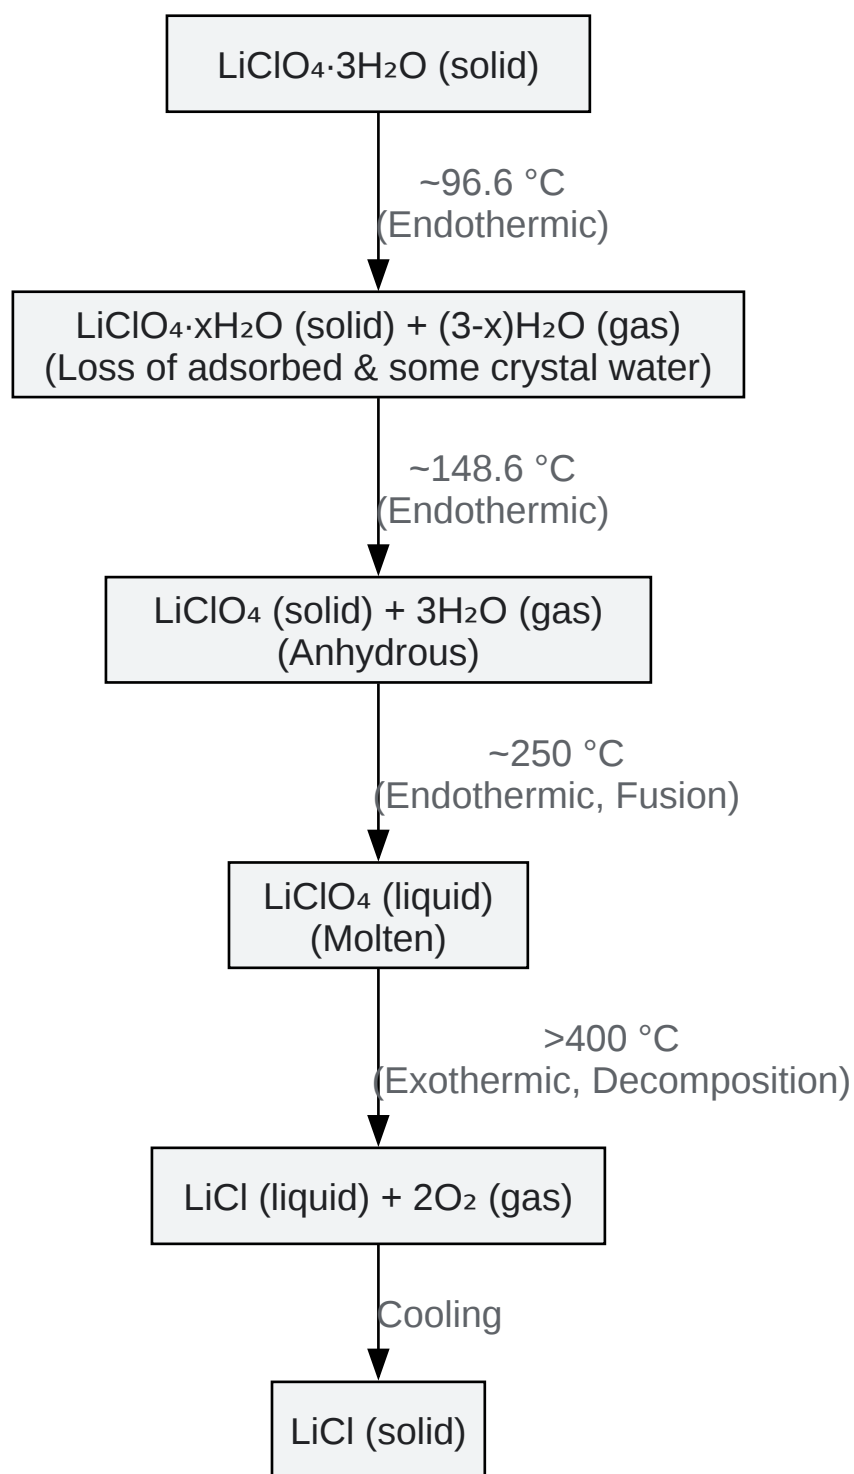 LiClO₄·3H₂O (solid)
~96.6 °C
(Endothermic)
LiClO₄·xH₂O (solid) + (3-x)H₂O (gas)
(Loss of adsorbed & some crystal water)
~148.6 °C
(Endothermic)
LiClO₄ (solid) + 3H₂O (gas)
(Anhydrous)
~250 °C
(Endothermic, Fusion)
LiClO₄ (liquid)
(Molten)
>400 °C
(Exothermic, Decomposition)
LiCl (liquid) + 2O₂ (gas)
Cooling
LiCl (solid)